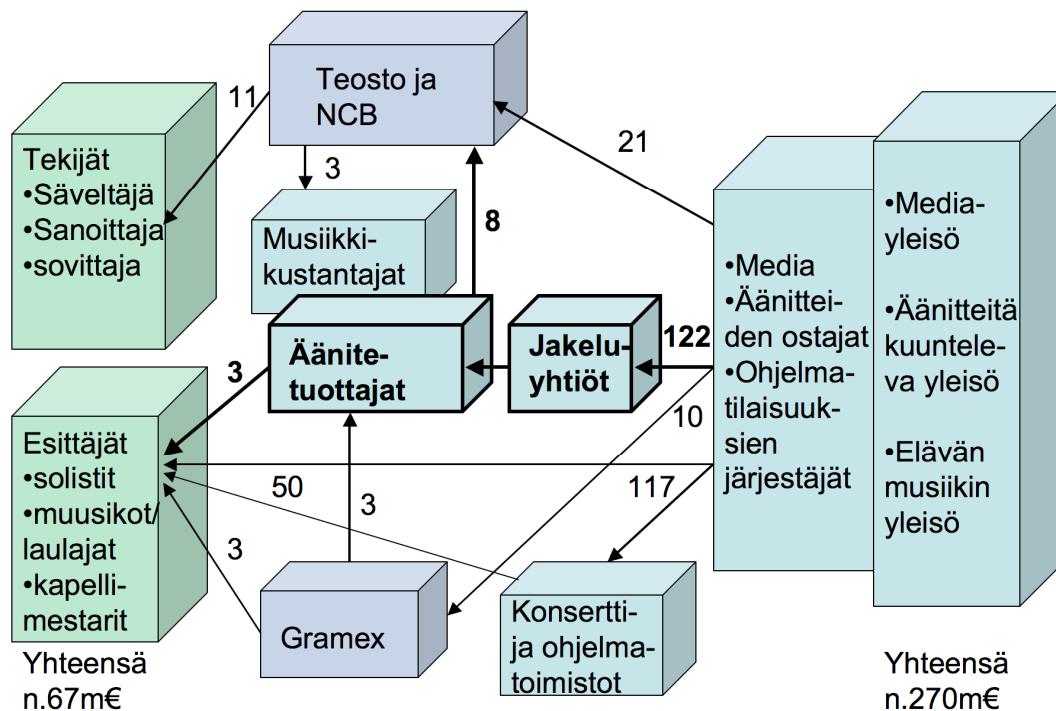 Teosto ja
NCB
11
21
3
8
Tekijät
•Säveltäjä
•Sanoittaja
•sovittaja
Musiikki-
kustantajat
Äänite-
tuottajat
Jakelu-
yhtiöt
122
3
•Media
•Äänittei-
den ostajat
•Ohjelma-
tilaisuuk-
sien
järjestäjät
•Media-
yleisö
•Äänitteitä
kuuntele-
va yleisö
•Elävän
musiikin
yleisö
Esittäjät
•solistit
•muusikot/
laulajat
•kapelli-
mestarit
10
50
117
3
3
Gramex
Konsertti-
ja ohjelma-
toimistot
Yhteensä
n.67m€
Yhteensä
n.270m€